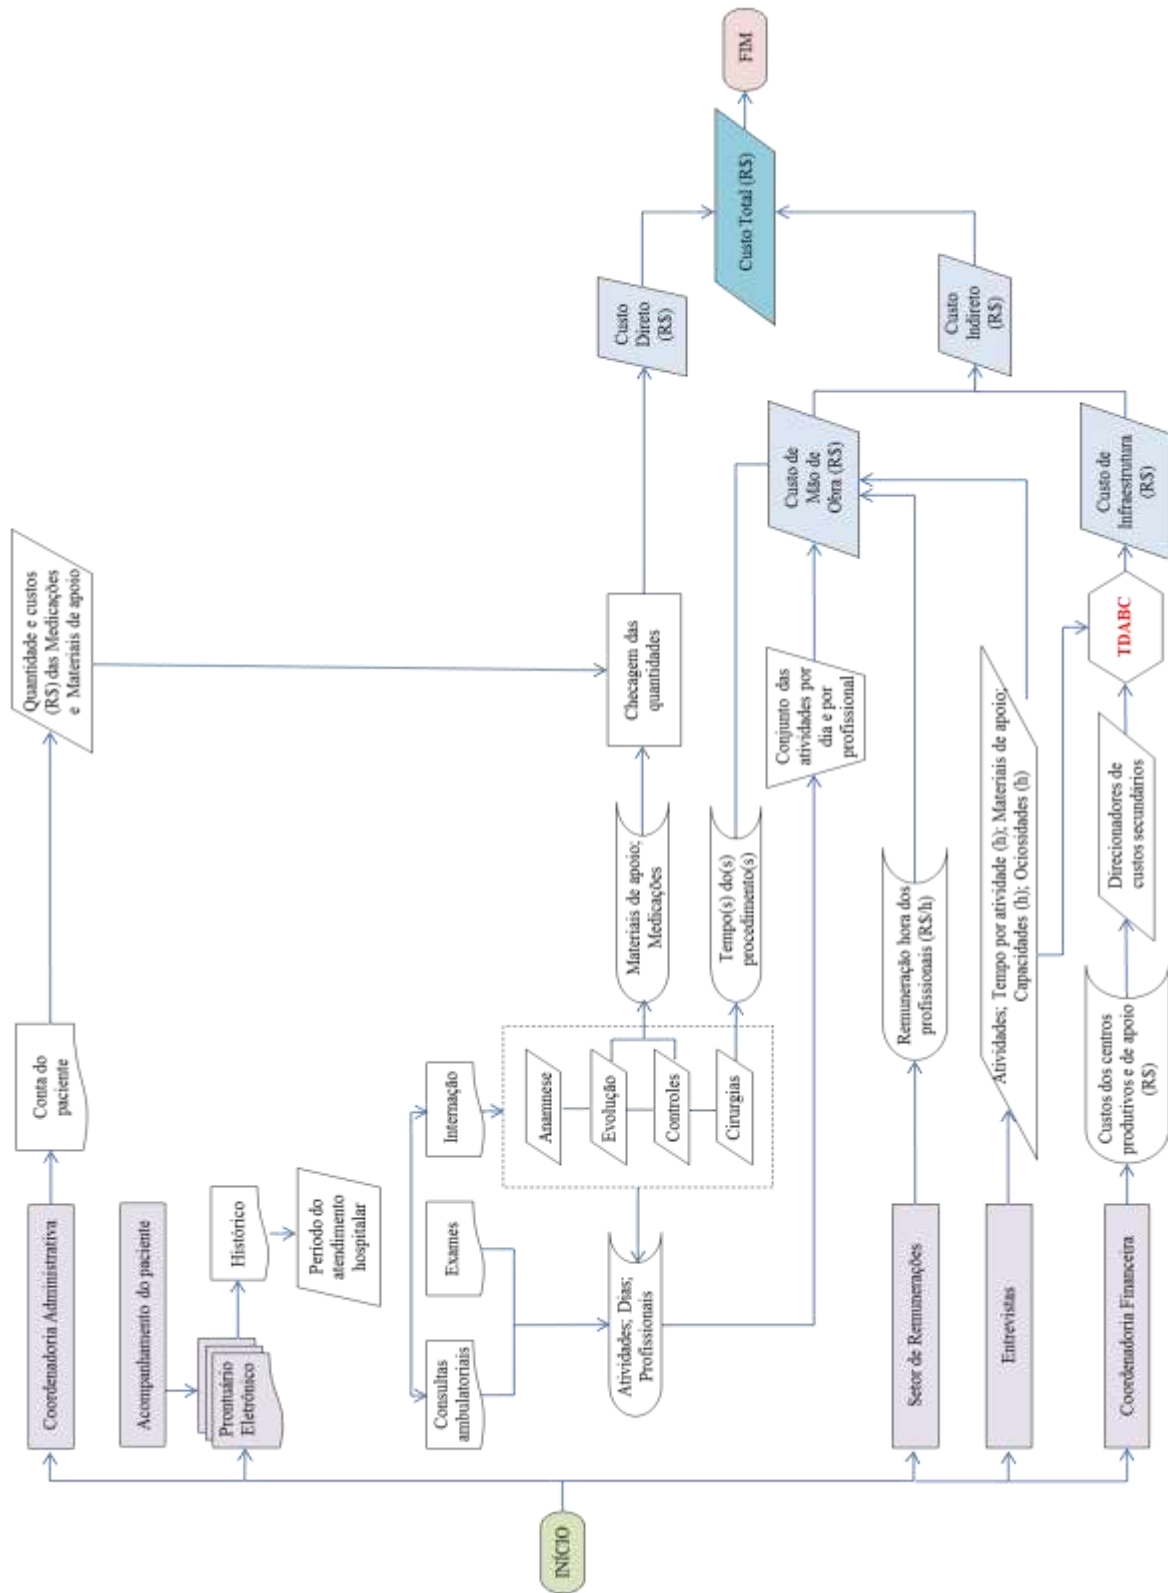 INÍCIO
Coordenadoria Administrativa
Conta do
paciente
Quantidade e custos
(R$) das Medicações
e Materiais de apoio
Acompanhamento do paciente
Prontuário
Eletrônico
Histórico
Período do
atendimento
hospitalar
Consultas
ambulatoriais
Exames
Internação
Anamnese
Evolução
Controles
Cirurgias
Atividades; Dias;
Profissionais
Materiais de apoio;
Medicações
Tempo(s) do(s)
procedimento(s)
Checagem das
quantidades
Conjunto das
atividades por
dia e por
profissional
Custo
Direto
(R$)
Setor de Remunerações
Remuneração hora dos
profissionais (R$/h)
Custo de
Mão de
Obra (R$)
Entrevistas
Atividades; Tempo por atividade (h); Materiais de apoio;
Capacidades (h); Ociosidades (h)
Coordenadoria Financeira
Custos dos centros
produtivos e de apoio
(R$)
Direcionadores de
custos secundários
TDABC
Custo de
Infraestrutura
(R$)
Custo
Indireto
(R$)
Custo Total (R$)
FIM